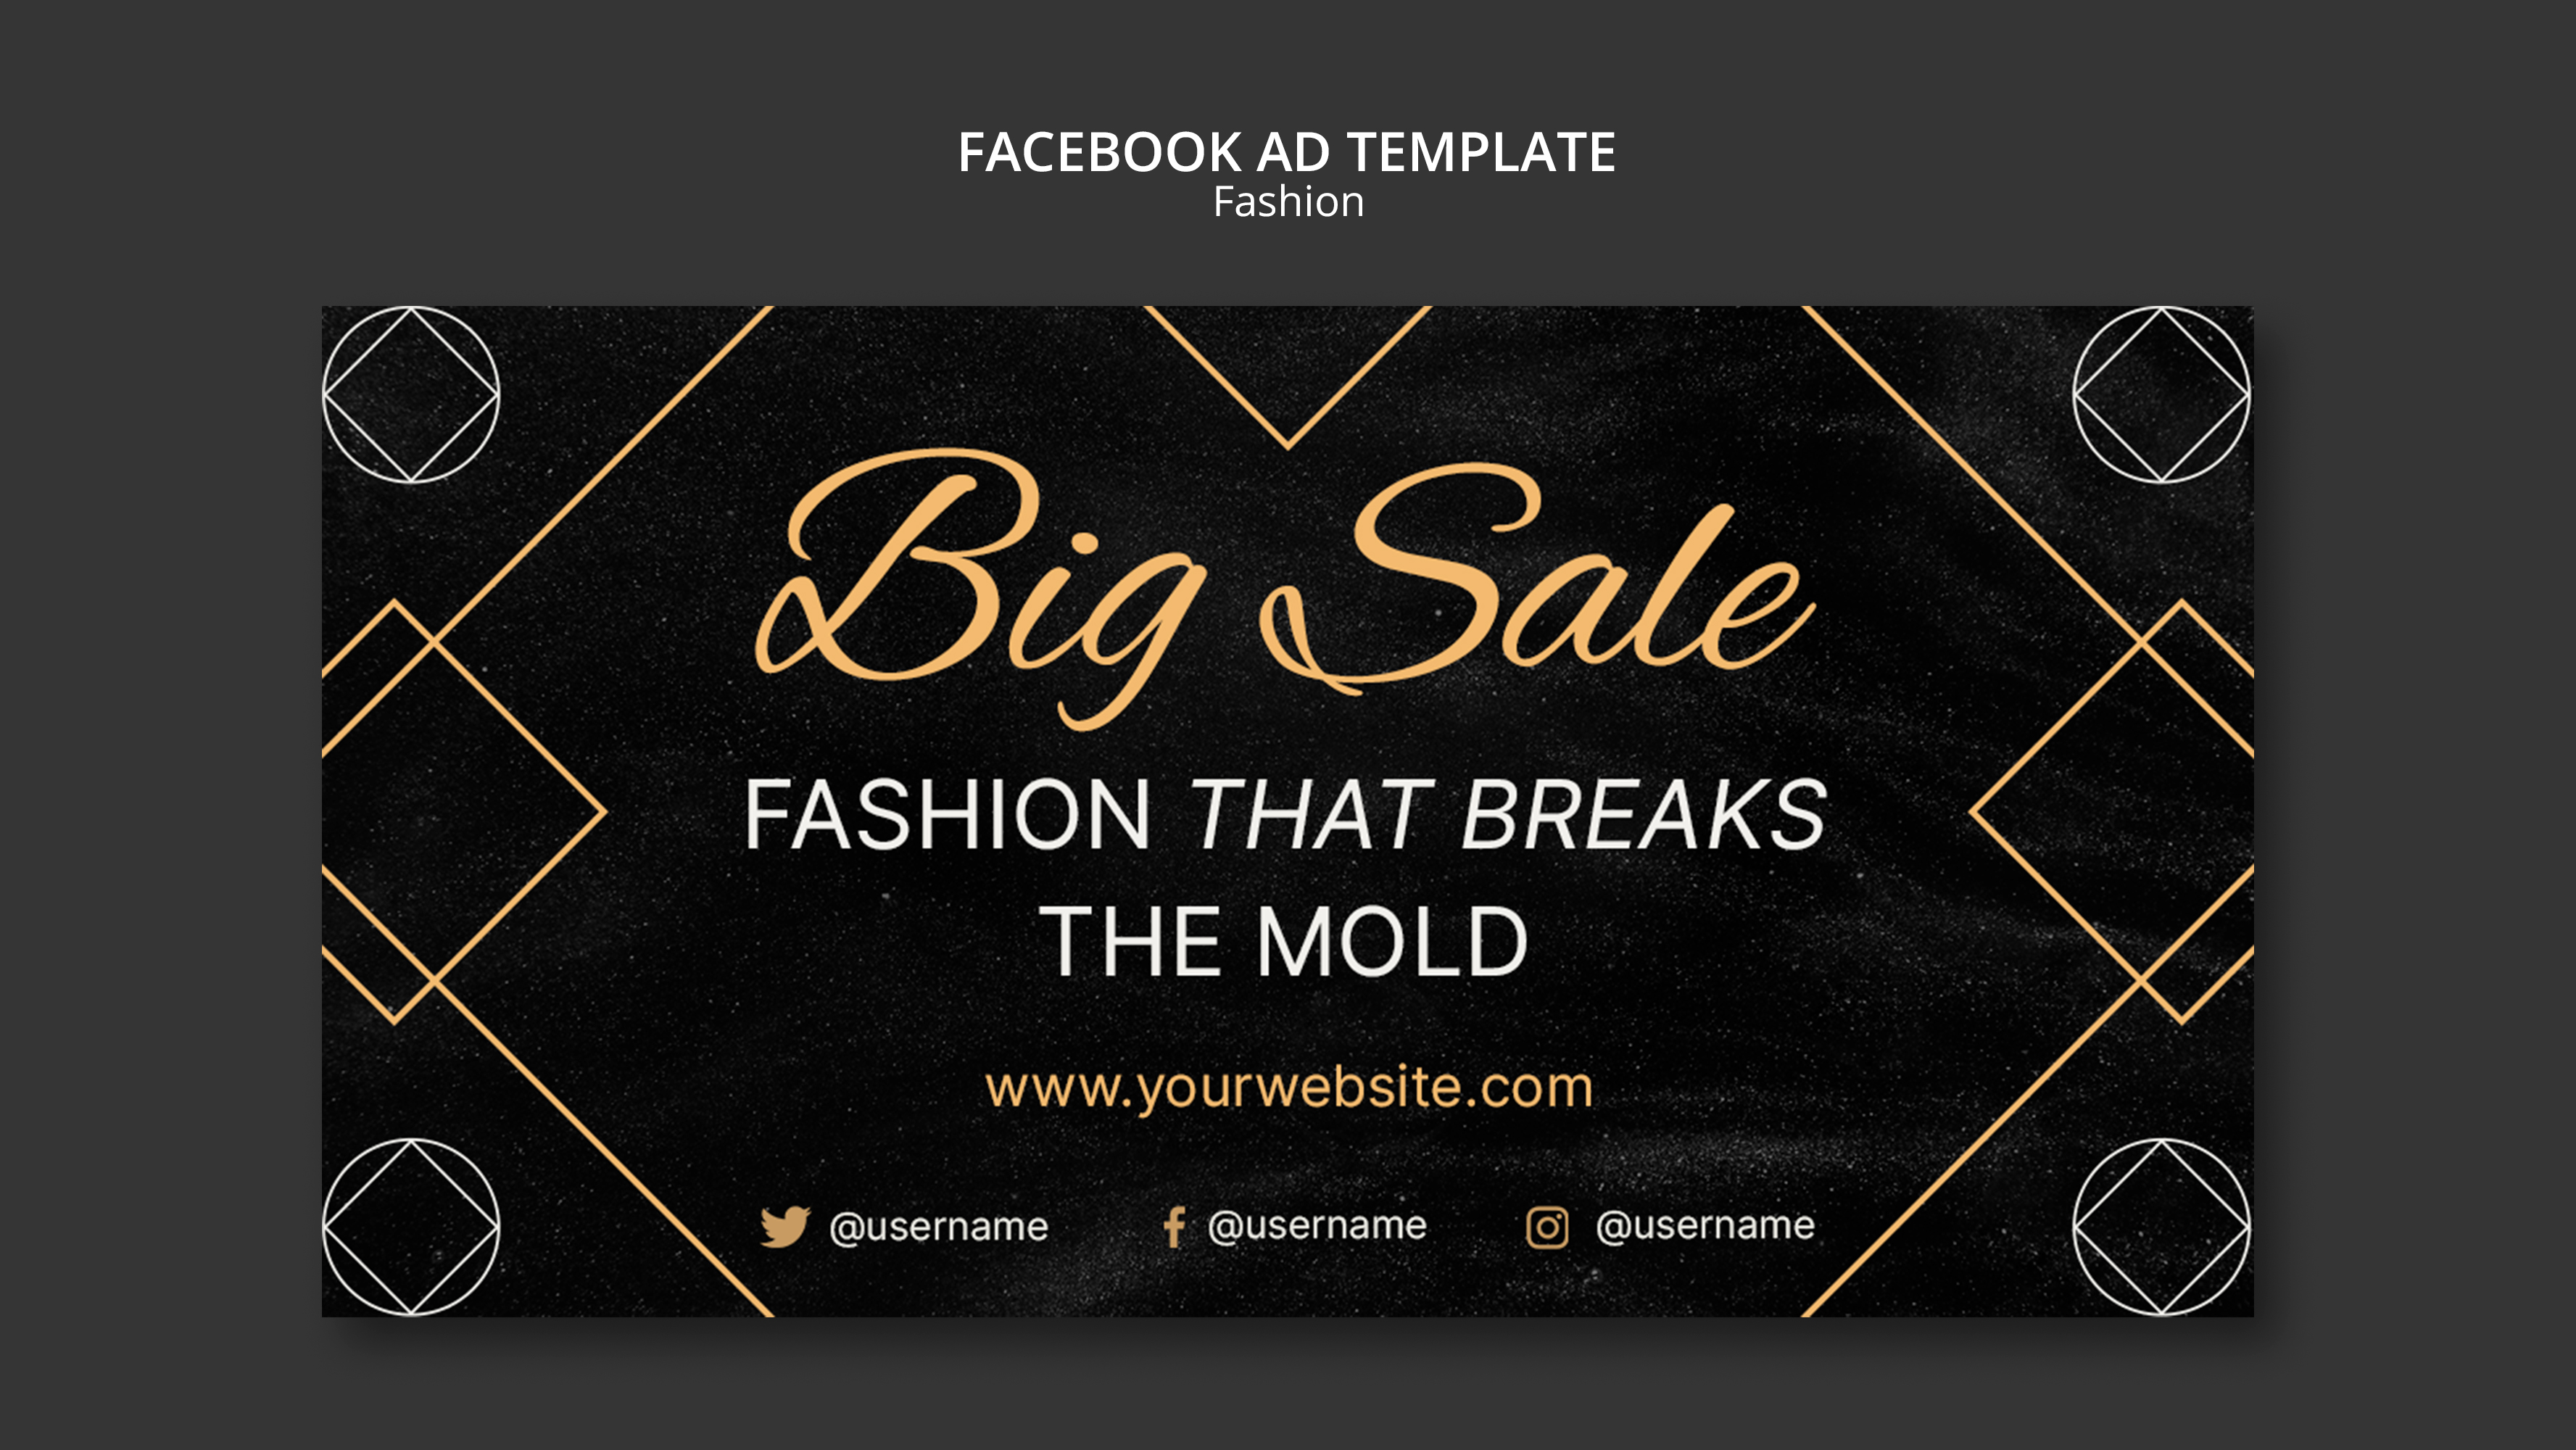 FACEBOOK AD TEMPLATE
Fashion
Big Sale
FASHION THAT BREAKS
THE MOLD
www.yourwebsite.com
@username @username @username